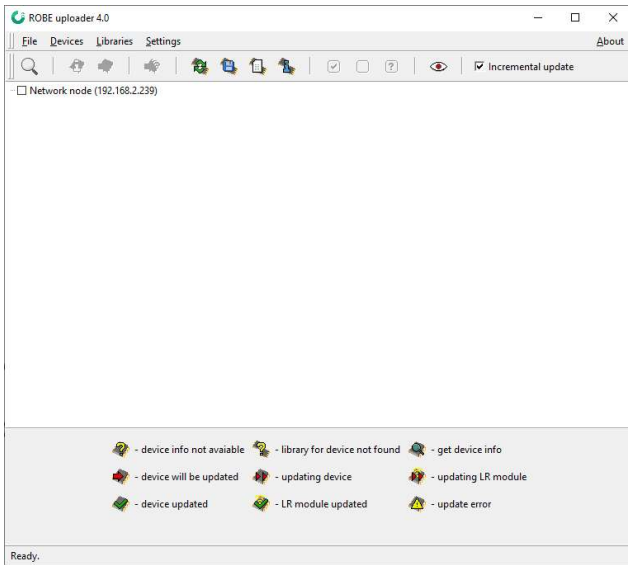 ROBE uploader 4.0
File Devices Libraries Settings About
Incremental update
Network node (192.168.2.239)
- device info not avaiable - library for device not found - get device info
- device will be updated - updating device - updating LR module
- device updated - LR module updated - update error
Ready.